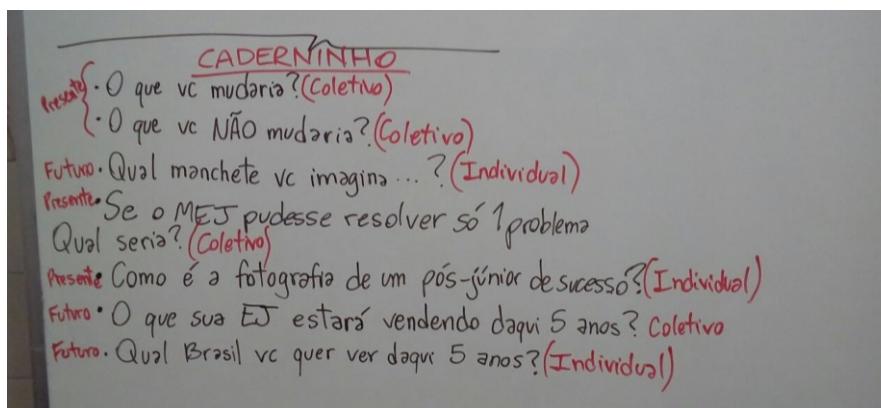 CADERNINHO
Presente { · O que vc mudaria? (Coletivo)
· O que vc NÃO mudaria? (Coletivo)
Futuro · Qual manchete vc imagina ... ? (Individual)
Presente · Se o MEJ pudesse resolver só 1 problema
Qual seria? (Coletivo)
Presente · Como é a fotografia de um pós-júnior de sucesso? (Individual)
Futuro · O que sua EJ estará vendendo daqui 5 anos? Coletivo
Futuro · Qual Brasil vc quer ver daqui 5 anos? (Individual)